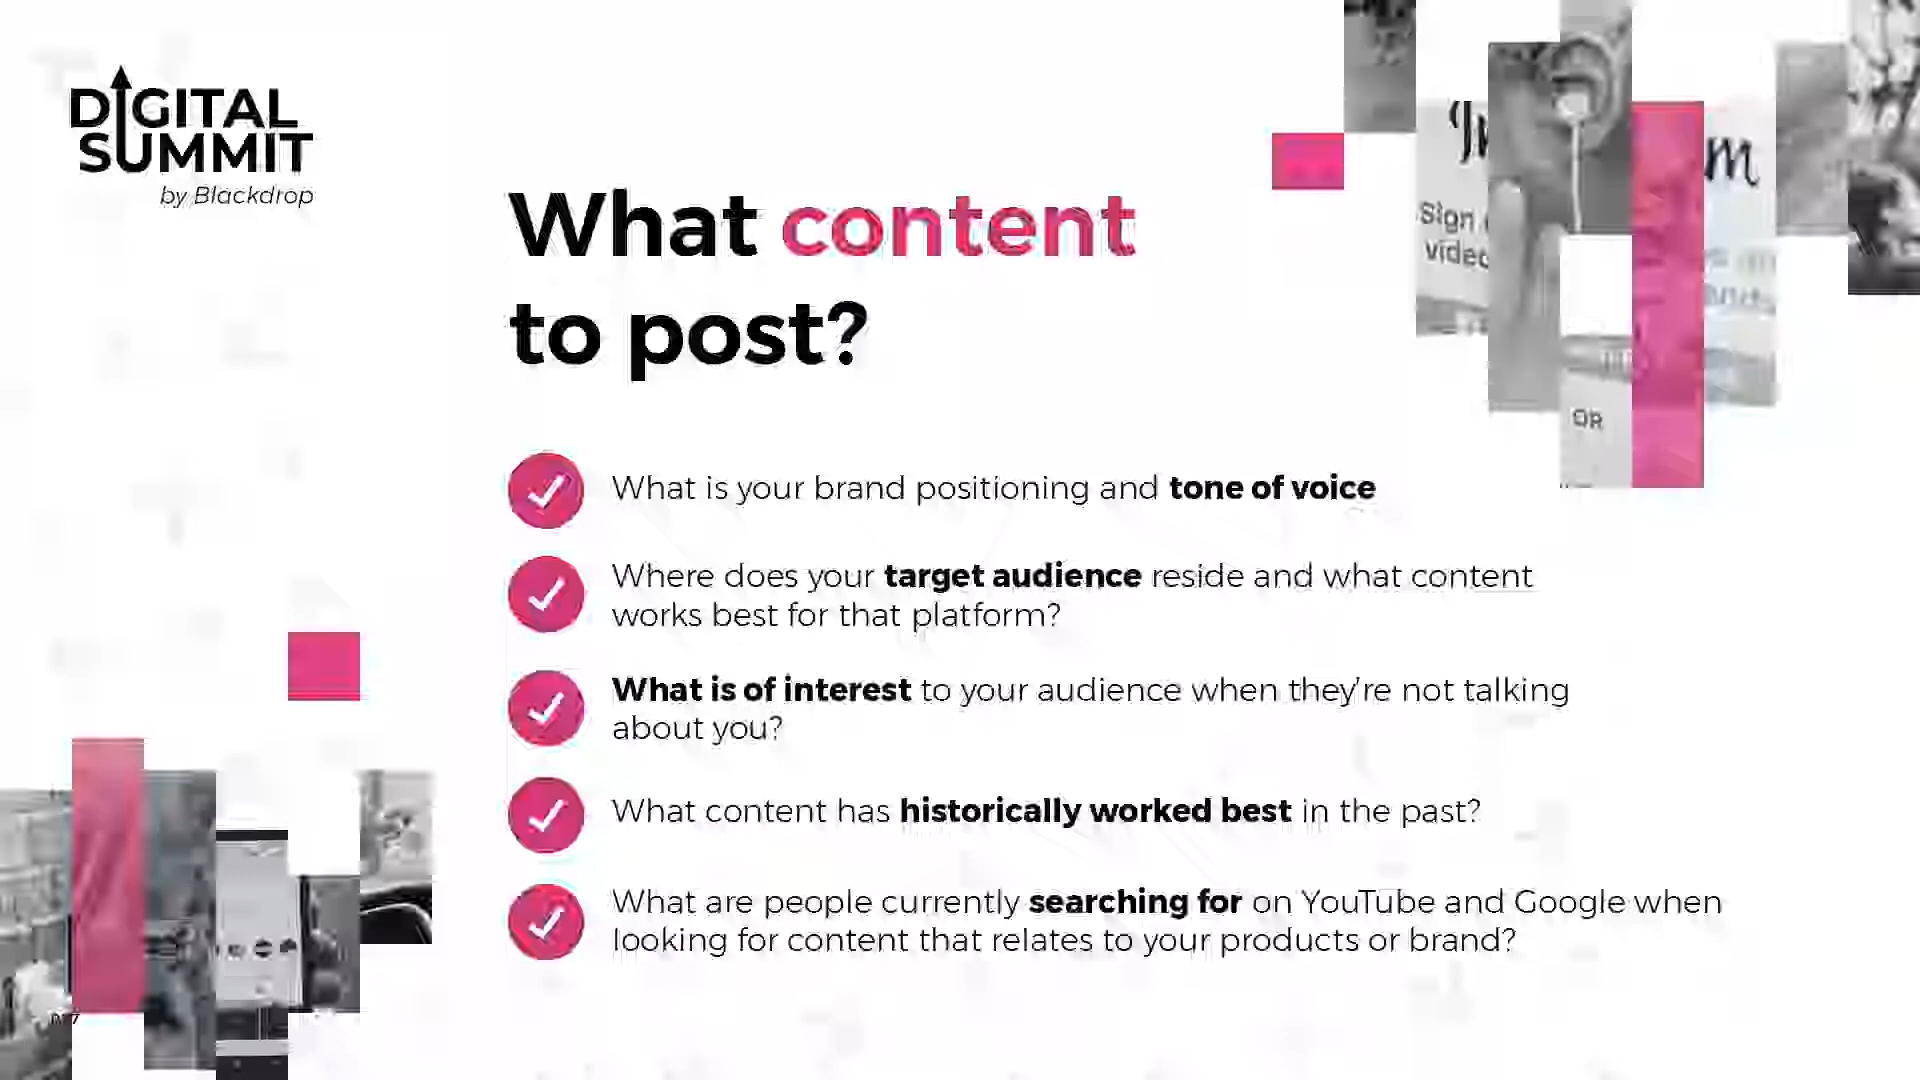 DIGITAL
SUMMIT
by Blackdrop
What content
to post?
Sign
video
OR
What is your brand positioning and tone of voice
Where does your target audience reside and what content
works best for that platform?
What is of interest to your audience when they're not talking
about you?
What content has historically worked best in the past?
What are people currently searching for on YouTube and Google when
looking for content that relates to your products or brand?